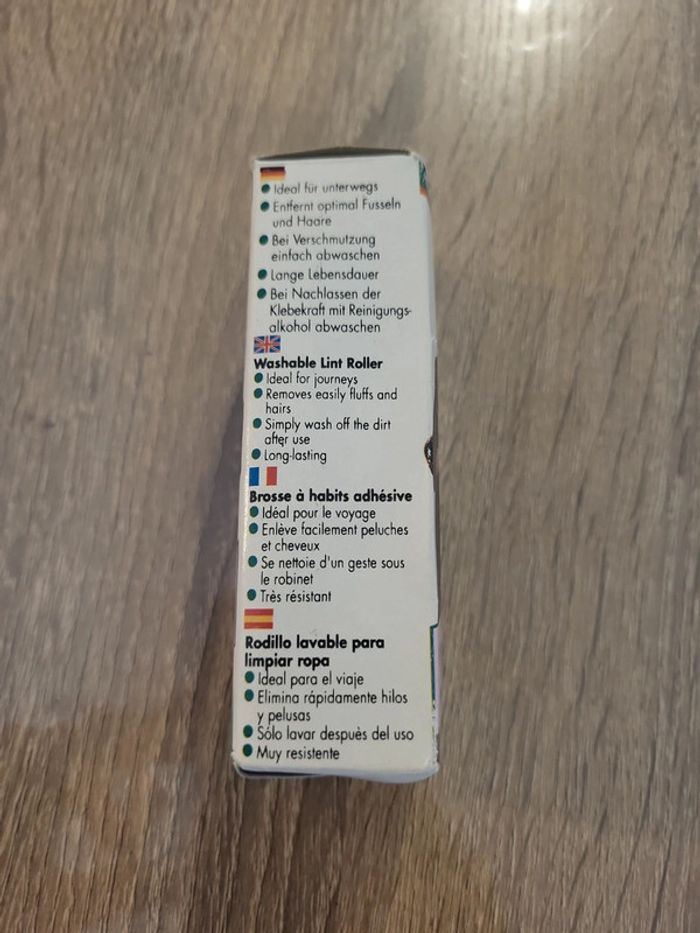 ● Ideal für unterwegs
● Entfernt optimal Fusseln
und Haare
● Bei Verschmutzung
einfach abwaschen
● Lange Lebensdauer
● Bei Nachlassen der
Klebekraft mit Reinigungs-
alkohol abwaschen
Washable Lint Roller
● Ideal for journeys
● Removes easily fluffs and
hairs
● Simply wash off the dirt
after use
● Long-lasting
Brosse à habits adhésive
● Idéal pour le voyage
● Enlève facilement peluches
et cheveux
● Se nettoie d'un geste sous
le robinet
● Très résistant
Rodillo lavable para
limpiar ropa
● Ideal para el viaje
● Elimina rápidamente hilos
y pelusas
● Sólo lavar despuès del uso
● Muy resistente